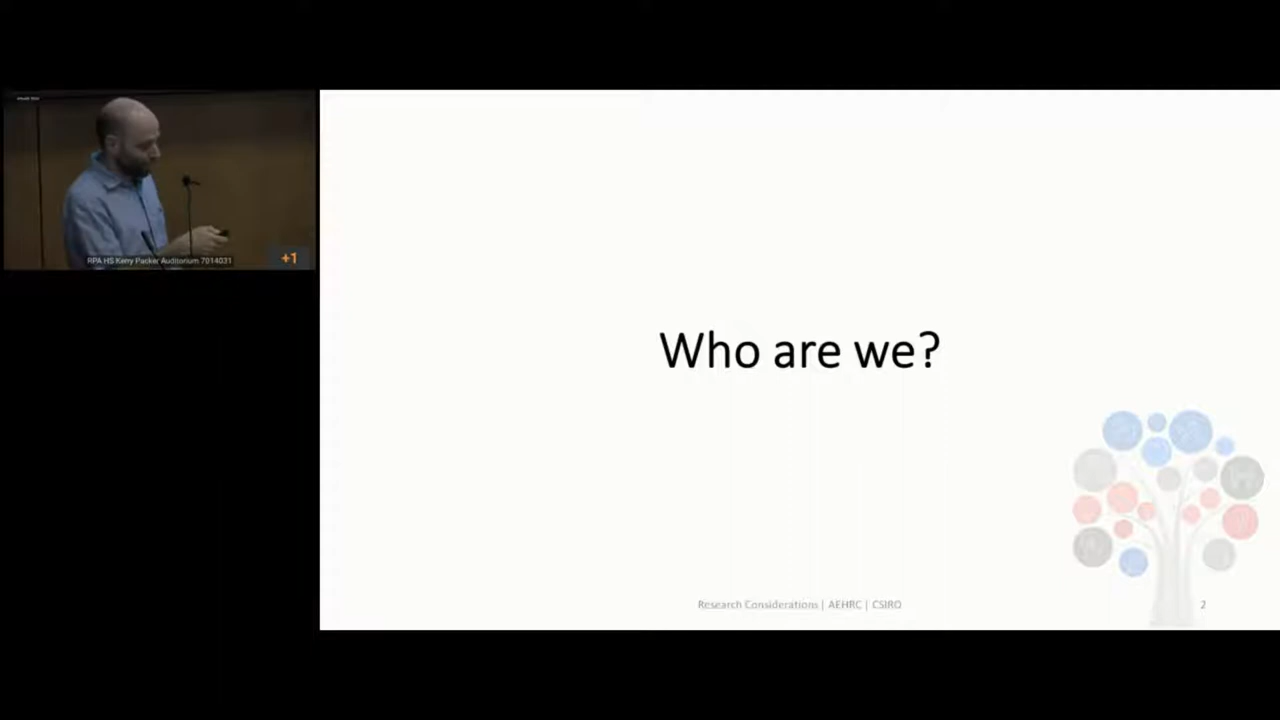 RPA HS Kerry Packer Auditorium 7014031
+1
Who are we?
Research Considerations | AEHRC | CSIRO
2